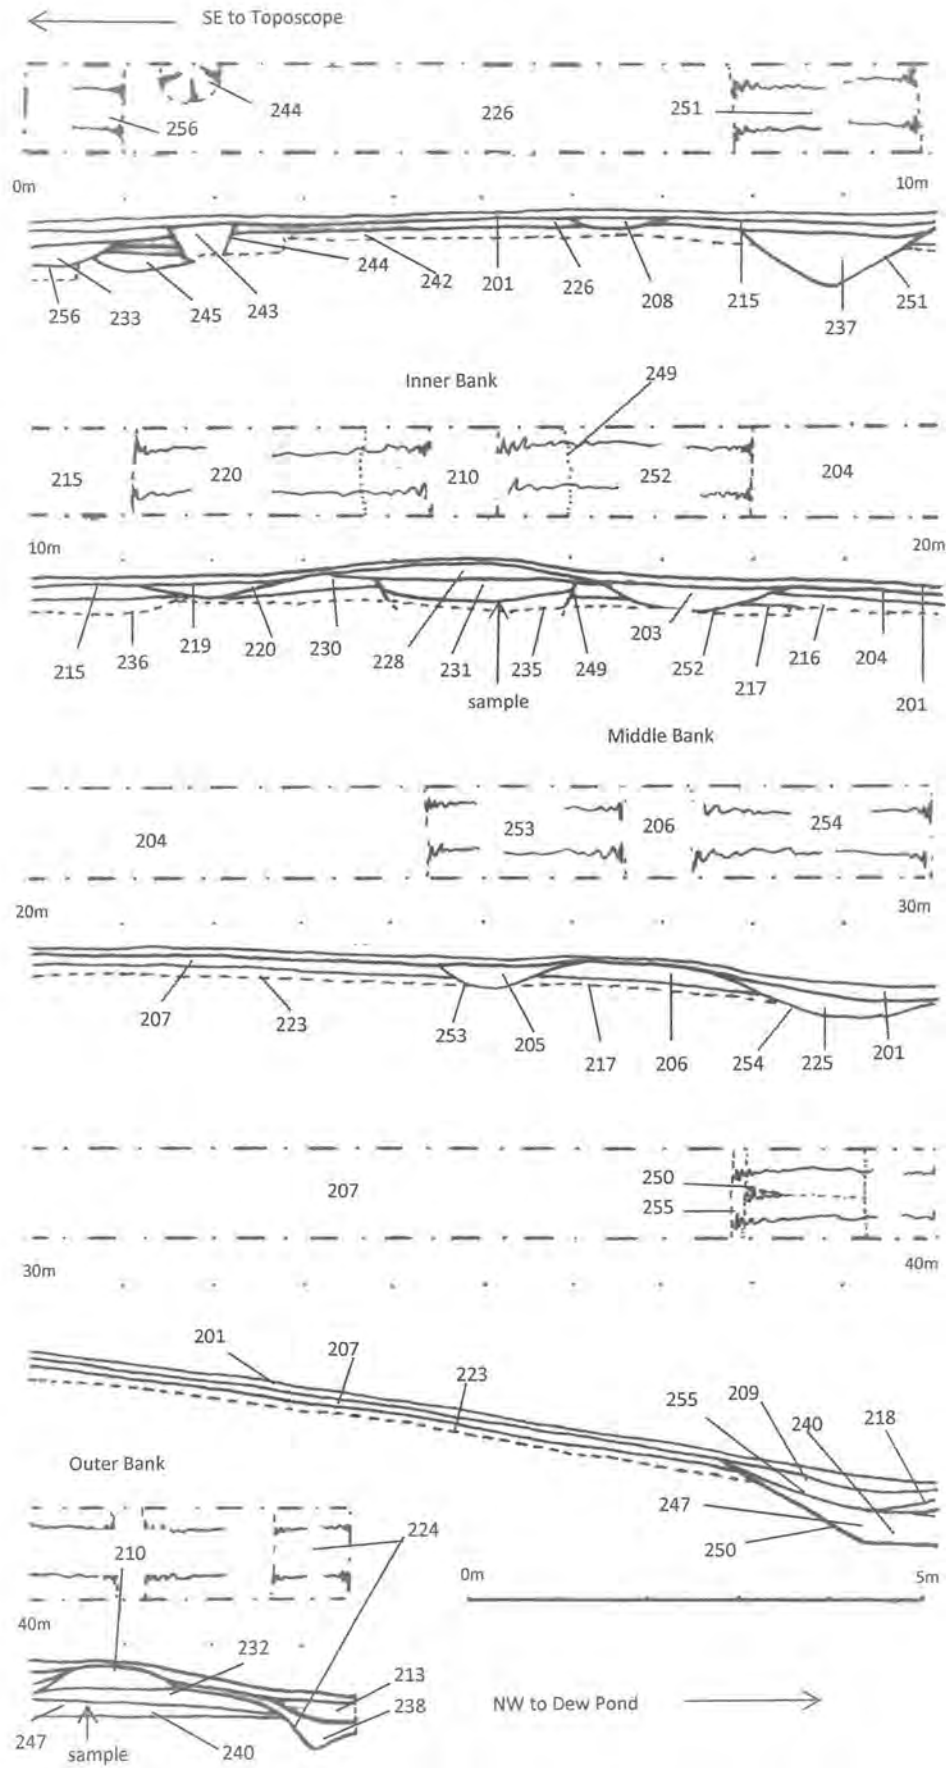 SE to Toposcope
244 226 251
256
0m 10m
244 242 201 226 208 215 251
256 233 245 243 237
Inner Bank 249
215 220 210 252 204
10m 20m
215 236 219 220 230 228 231 235 249 203 252 217 216 204 201
sample
Middle Bank
204 253 206 254
20m 30m
207 223 253 205 217 206 254 225 201
207 250
255
30m 40m
201 207 223 255 209 240 218
Outer Bank
247
250
210 224
0m 5m
40m
232
213
238
NW to Dew Pond
247 240
sample